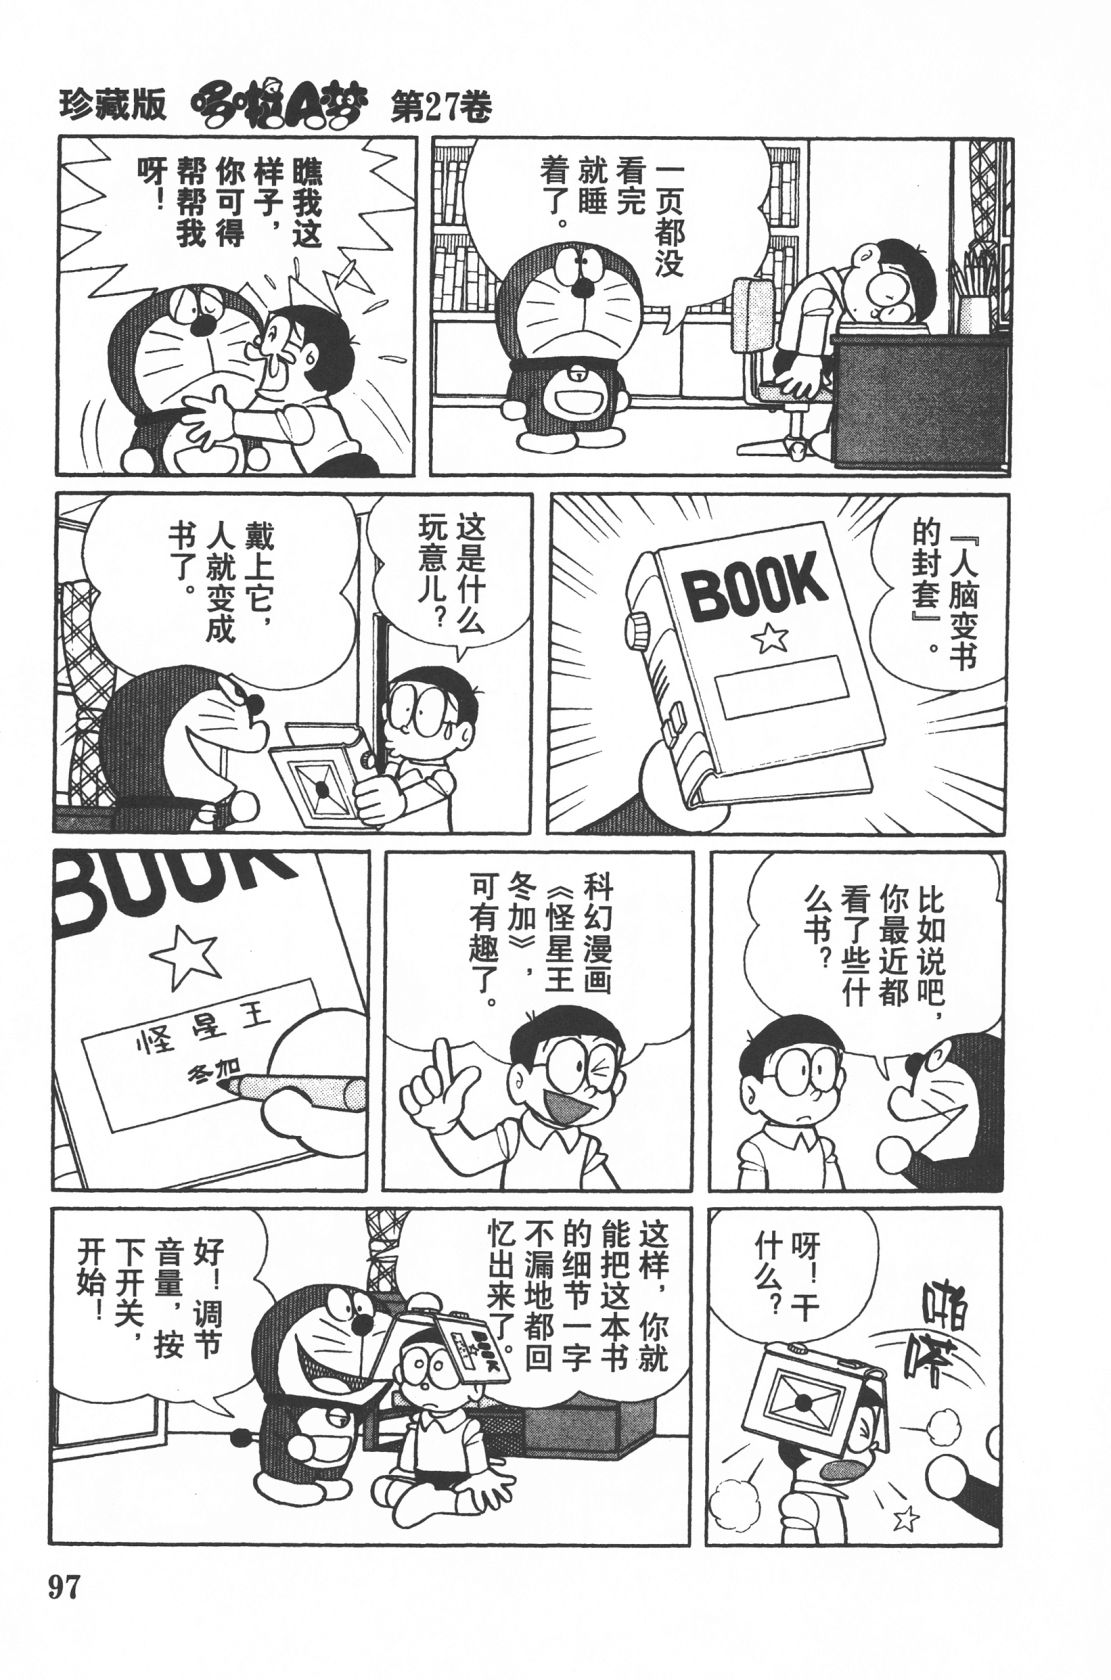 珍藏版 哆啦A梦 第27卷
一页都没
看完
就睡
着了。
瞧我这
样子，
你可得
帮帮我
呀！
『人脑变书
的封套』。
BOOK
这是什么
玩意儿？
戴上它，
人就变成
书了。
比如说吧，
你最近都
看了些什
么书？
科幻漫画
《怪星王
冬加》，
可有趣了。
BOOK
怪星王
冬加
呀！干
什么？
啪
这样，你就
能把这本书
的细节一字
不漏地都回
忆出来了。
BOOK
好！调节
音量，按
下开关，
开始！
97